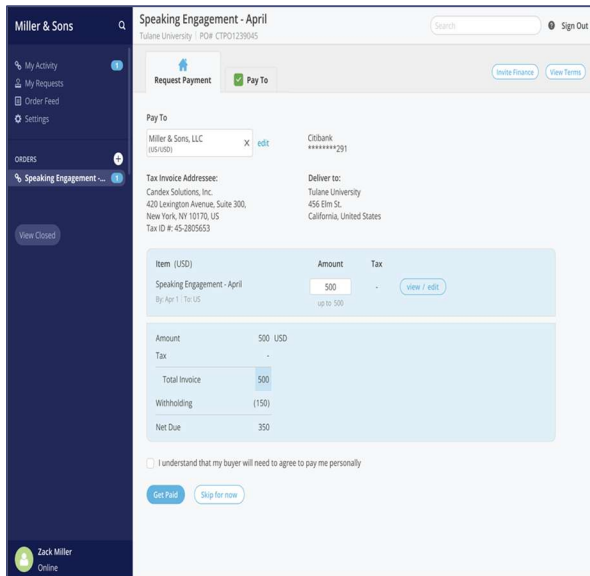 Miller & Sons
My Activity 1
My Requests
Order Feed
Settings
ORDERS
Speaking Engagement -... 1
View Closed
Zack Miller
Online
Speaking Engagement - April
Tulane University | PO# CTPO1239045
Search
Sign Out
Request Payment
Pay To
Invite Finance
View Terms
Pay To
Miller & Sons, LLC
(US/USD)
X edit
Citibank
********291
Tax Invoice Addressee:
Candex Solutions, Inc.
420 Lexington Avenue, Suite 300,
New York, NY 10170, US
Tax ID #: 45-2805653
Deliver to:
Tulane University
456 Elm St.
California, United States
Item (USD) Amount Tax
Speaking Engagement - April 500 - view / edit
By: Apr 1 | To: US up to 500
Amount 500 USD
Tax -
Total Invoice 500
Withholding (150)
Net Due 350
I understand that my buyer will need to agree to pay me personally
Get Paid
Skip for now